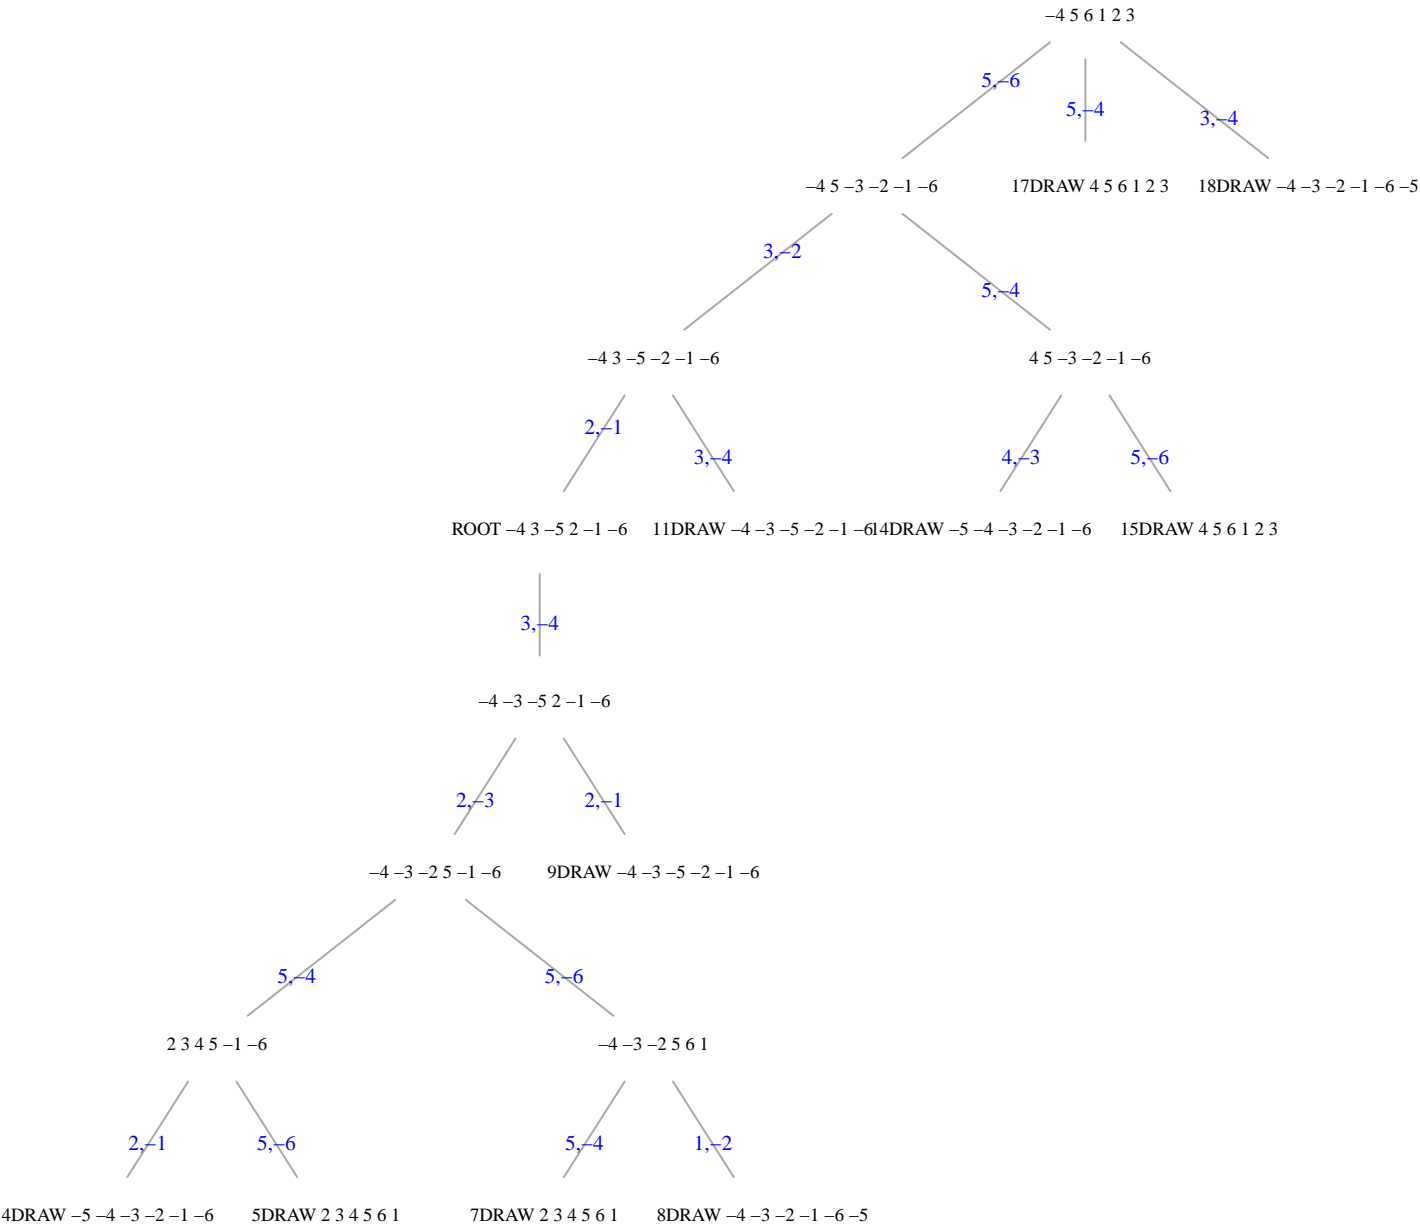 –4 5 6 1 2 3
5,–6
5,–4
3,–4
–4 5 –3 –2 –1 –6
17DRAW 4 5 6 1 2 3
18DRAW –4 –3 –2 –1 –6 –5
3,–2
5,–4
–4 3 –5 –2 –1 –6
4 5 –3 –2 –1 –6
2,–1
3,–4
4,–3
5,–6
ROOT –4 3 –5 2 –1 –6
11DRAW –4 –3 –5 –2 –1 –6
14DRAW –5 –4 –3 –2 –1 –6
15DRAW 4 5 6 1 2 3
3,–4
–4 –3 –5 2 –1 –6
2,–3
2,–1
–4 –3 –2 5 –1 –6
9DRAW –4 –3 –5 –2 –1 –6
5,–4
5,–6
2 3 4 5 –1 –6
–4 –3 –2 5 6 1
2,–1
5,–6
5,–4
1,–2
4DRAW –5 –4 –3 –2 –1 –6
5DRAW 2 3 4 5 6 1
7DRAW 2 3 4 5 6 1
8DRAW –4 –3 –2 –1 –6 –5